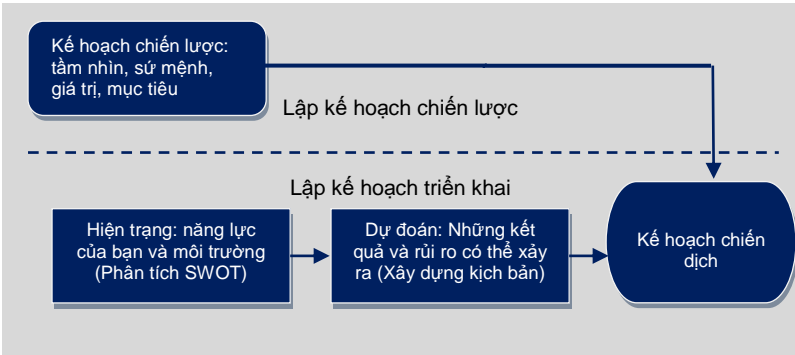 Kế hoạch chiến lược:
tầm nhìn, sứ mệnh,
giá trị, mục tiêu
Lập kế hoạch chiến lược
Lập kế hoạch triển khai
Hiện trạng: năng lực
của bạn và môi trường
(Phân tích SWOT)
Dự đoán: Những kết
quả và rủi ro có thể xảy
ra (Xây dựng kịch bản)
Kế hoạch chiến
dịch